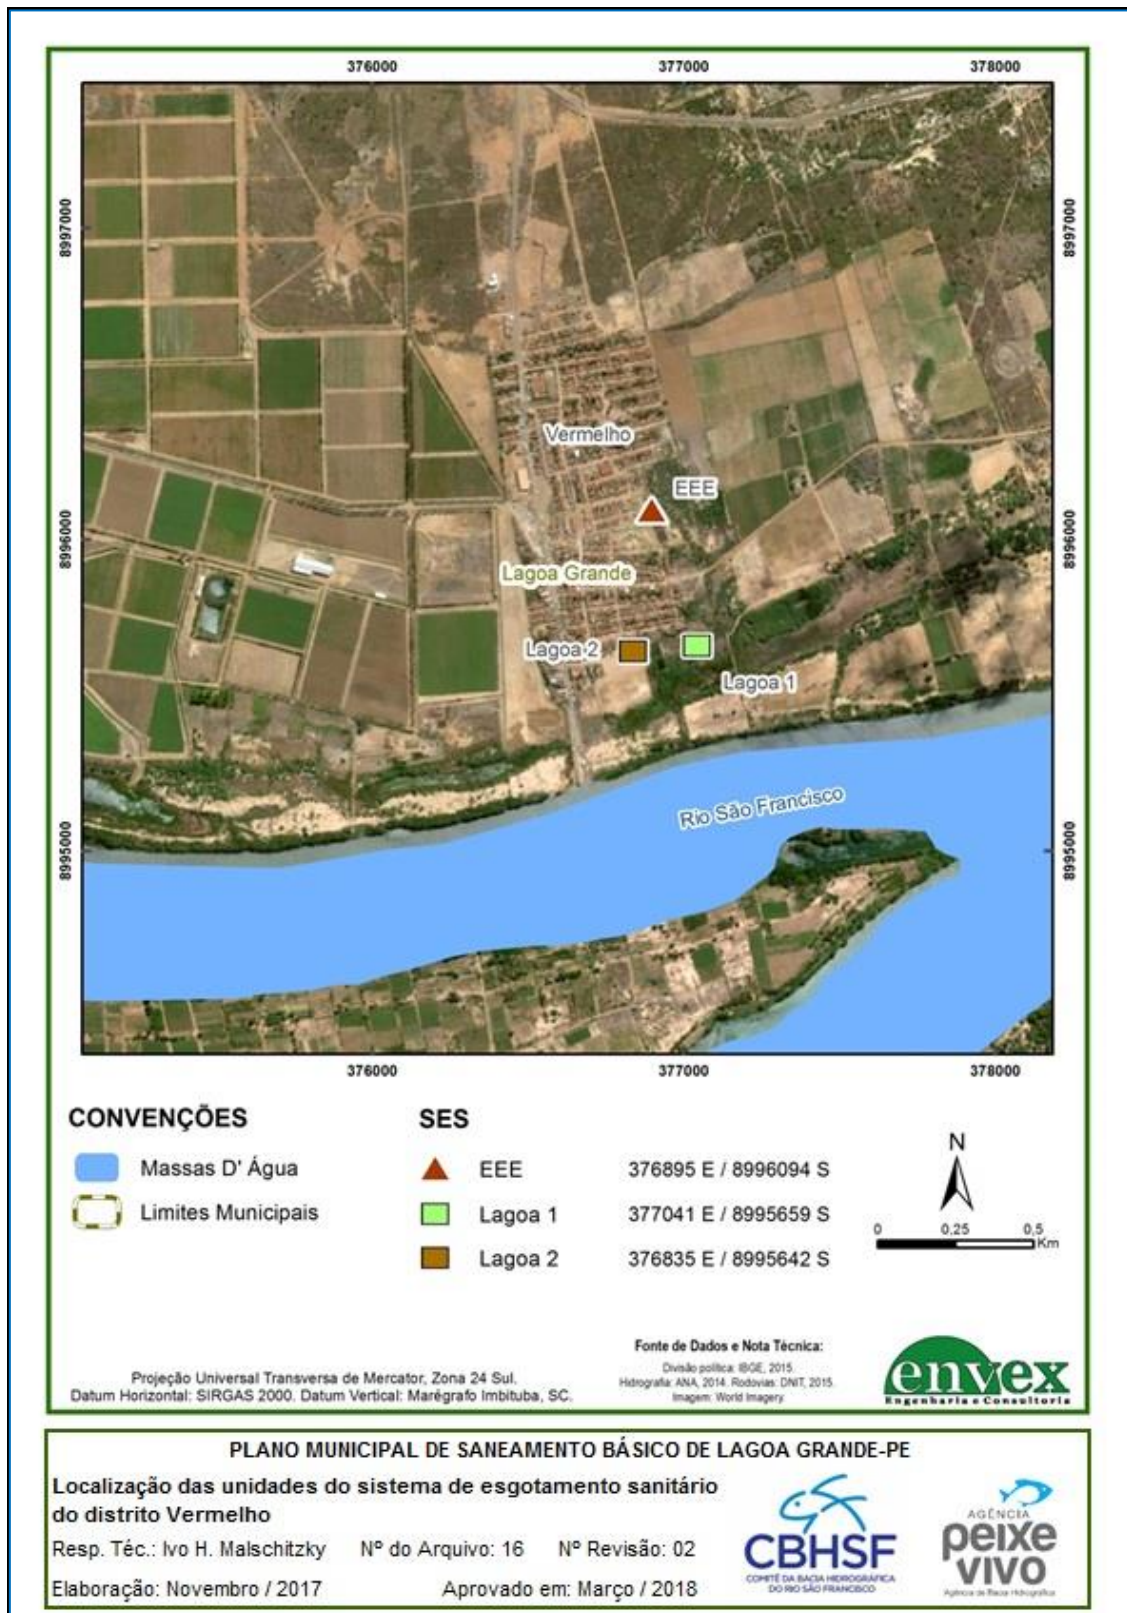 376000 377000 378000
8997000 8997000
Vermelho
EEE
8996000 8996000
Lagoa Grande
Lagoa 2
Lagoa 1
Rio São Francisco
8995000 8995000
376000 377000 378000
CONVENÇÕES
Massas D' Água
Limites Municipais
SES
EEE 376895 E / 8996094 S
Lagoa 1 377041 E / 8995659 S
Lagoa 2 376835 E / 8995642 S
N
0 0,25 0,5
Km
Projeção Universal Transversa de Mercator, Zona 24 Sul.
Datum Horizontal: SIRGAS 2000. Datum Vertical: Marégrafo Imbituba, SC.
Fonte de Dados e Nota Técnica:
Divisão política: IBGE, 2015.
Hidrografia: ANA, 2014. Rodovias: DNIT, 2015.
Imagem: World Imagery.
envex
Engenharia e Consultoria
PLANO MUNICIPAL DE SANEAMENTO BÁSICO DE LAGOA GRANDE-PE
Localização das unidades do sistema de esgotamento sanitário
do distrito Vermelho
Resp. Téc.: Ivo H. Malschitzky Nº do Arquivo: 16 Nº Revisão: 02
Elaboração: Novembro / 2017 Aprovado em: Março / 2018
CBHSF
COMITÊ DA BACIA HIDROGRÁFICA
DO RIO SÃO FRANCISCO
AGÊNCIA
peixe
vivo
Agência de Bacia Hidrográfica